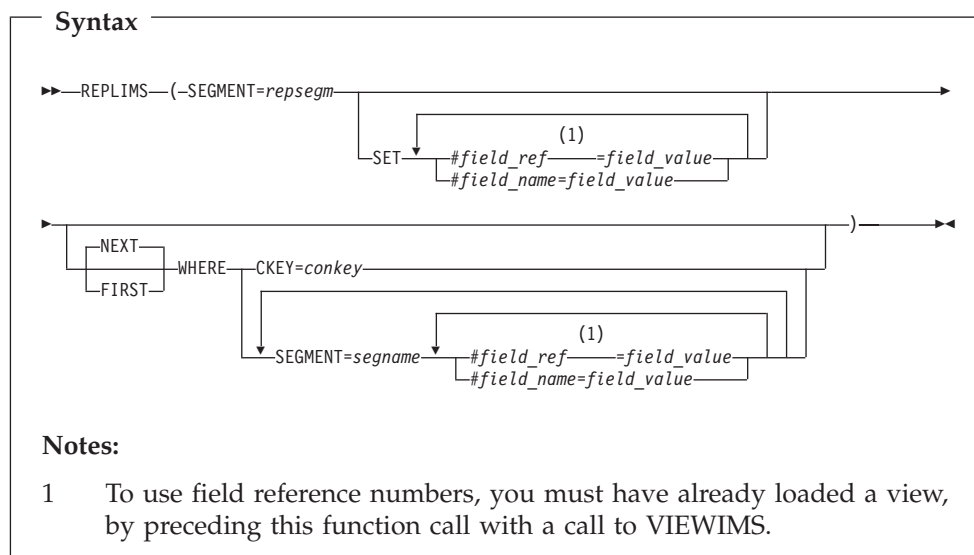 Syntax
REPLIMS (SEGMENT=repsegm
(1)
SET #field_ref =field_value
#field_name=field_value
NEXT
WHERE CKEY=conkey )
FIRST
(1)
SEGMENT=segname #field_ref =field_value
#field_name=field_value
Notes:
1 To use field reference numbers, you must have already loaded a view,
by preceding this function call with a call to VIEWIMS.